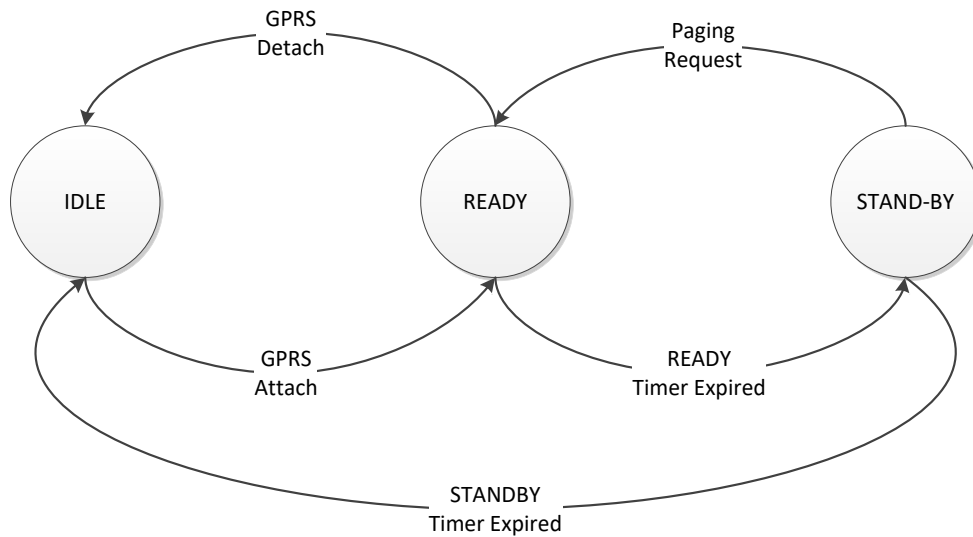 GPRS
Detach
Paging
Request
IDLE
READY
STAND-BY
GPRS
Attach
READY
Timer Expired
STANDBY
Timer Expired